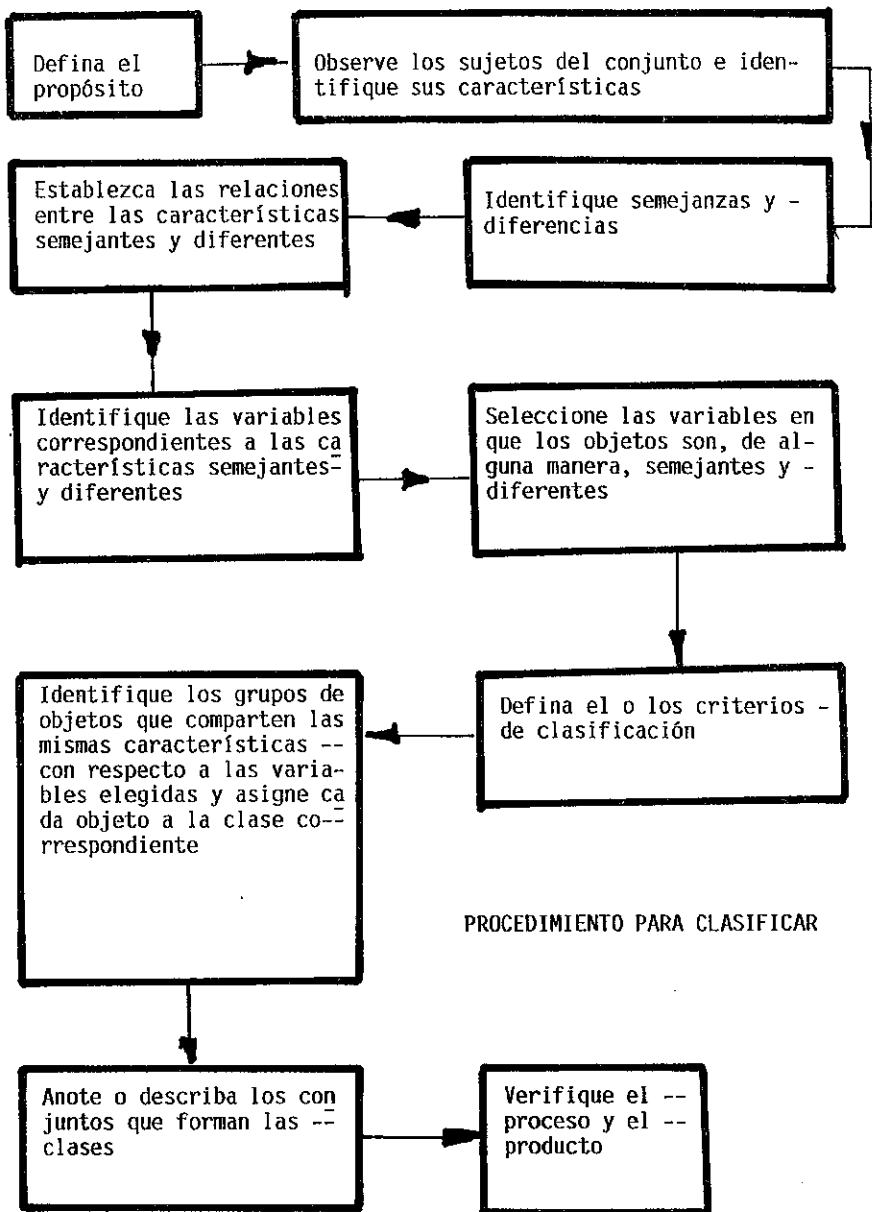 Defina el
propósito
Observe los sujetos del conjunto e iden-
tifique sus características
Identifique semejanzas y -
diferencias
Establezca las relaciones
entre las características
semejantes y diferentes
Identifique las variables
correspondientes a las ca
racterísticas semejantes-
y diferentes
Seleccione las variables en
que los objetos son, de al-
guna manera, semejantes y -
diferentes
Defina el o los criterios -
de clasificación
Identifique los grupos de
objetos que comparten las
mismas características --
con respecto a las varia-
bles elegidas y asigne ca
da objeto a la clase co--
rrespondiente
PROCEDIMIENTO PARA CLASIFICAR
Anote o describa los con
juntos que forman las --
clases
Verifique el --
proceso y el --
producto